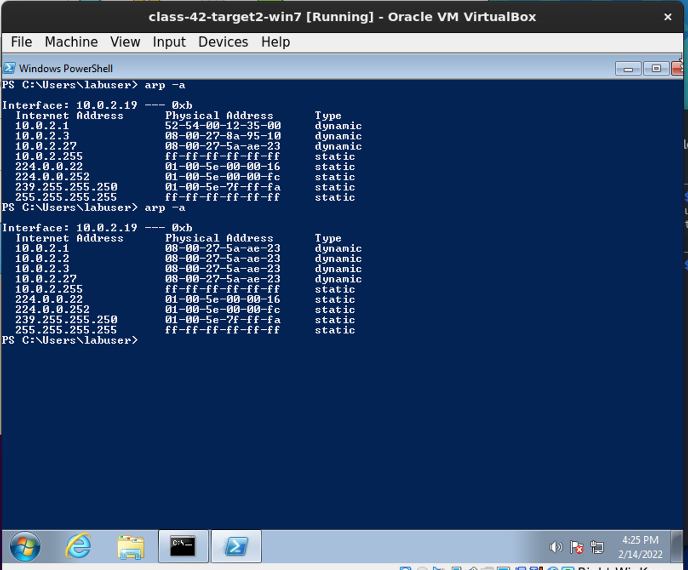 class-42-target2-win7 [Running] - Oracle VM VirtualBox
File Machine View Input Devices Help
Windows PowerShell
PS C:\Users\labuser> arp -a
Interface: 10.0.2.19 --- 0xb
Internet Address Physical Address Type
10.0.2.1 52-54-00-12-35-00 dynamic
10.0.2.3 08-00-27-8a-95-10 dynamic
10.0.2.27 08-00-27-5a-ae-23 dynamic
10.0.2.255 ff-ff-ff-ff-ff-ff static
224.0.0.22 01-00-5e-00-00-16 static
224.0.0.252 01-00-5e-00-00-fc static
239.255.255.250 01-00-5e-7f-ff-fa static
255.255.255.255 ff-ff-ff-ff-ff-ff static
PS C:\Users\labuser> arp -a
Interface: 10.0.2.19 --- 0xb
Internet Address Physical Address Type
10.0.2.1 08-00-27-5a-ae-23 dynamic
10.0.2.2 08-00-27-5a-ae-23 dynamic
10.0.2.3 08-00-27-5a-ae-23 dynamic
10.0.2.27 08-00-27-5a-ae-23 dynamic
10.0.2.255 ff-ff-ff-ff-ff-ff static
224.0.0.22 01-00-5e-00-00-16 static
224.0.0.252 01-00-5e-00-00-fc static
239.255.255.250 01-00-5e-7f-ff-fa static
255.255.255.255 ff-ff-ff-ff-ff-ff static
PS C:\Users\labuser>
C:\_
4:25 PM
2/14/2022